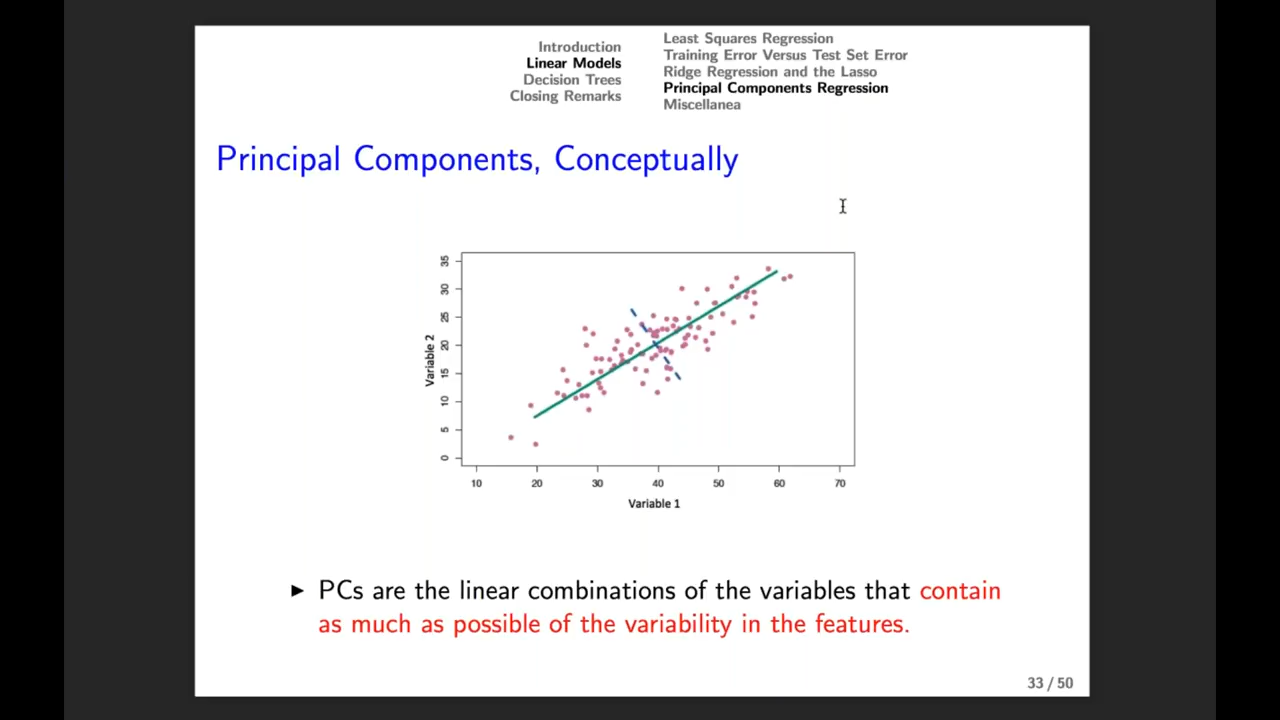 Introduction
Linear Models
Decision Trees
Closing Remarks
Least Squares Regression
Training Error Versus Test Set Error
Ridge Regression and the Lasso
Principal Components Regression
Miscellanea
Principal Components, Conceptually
Variable 2
35
30
25
20
15
10
5
0
10 20 30 40 50 60 70
Variable 1
► PCs are the linear combinations of the variables that contain
as much as possible of the variability in the features.
33 / 50